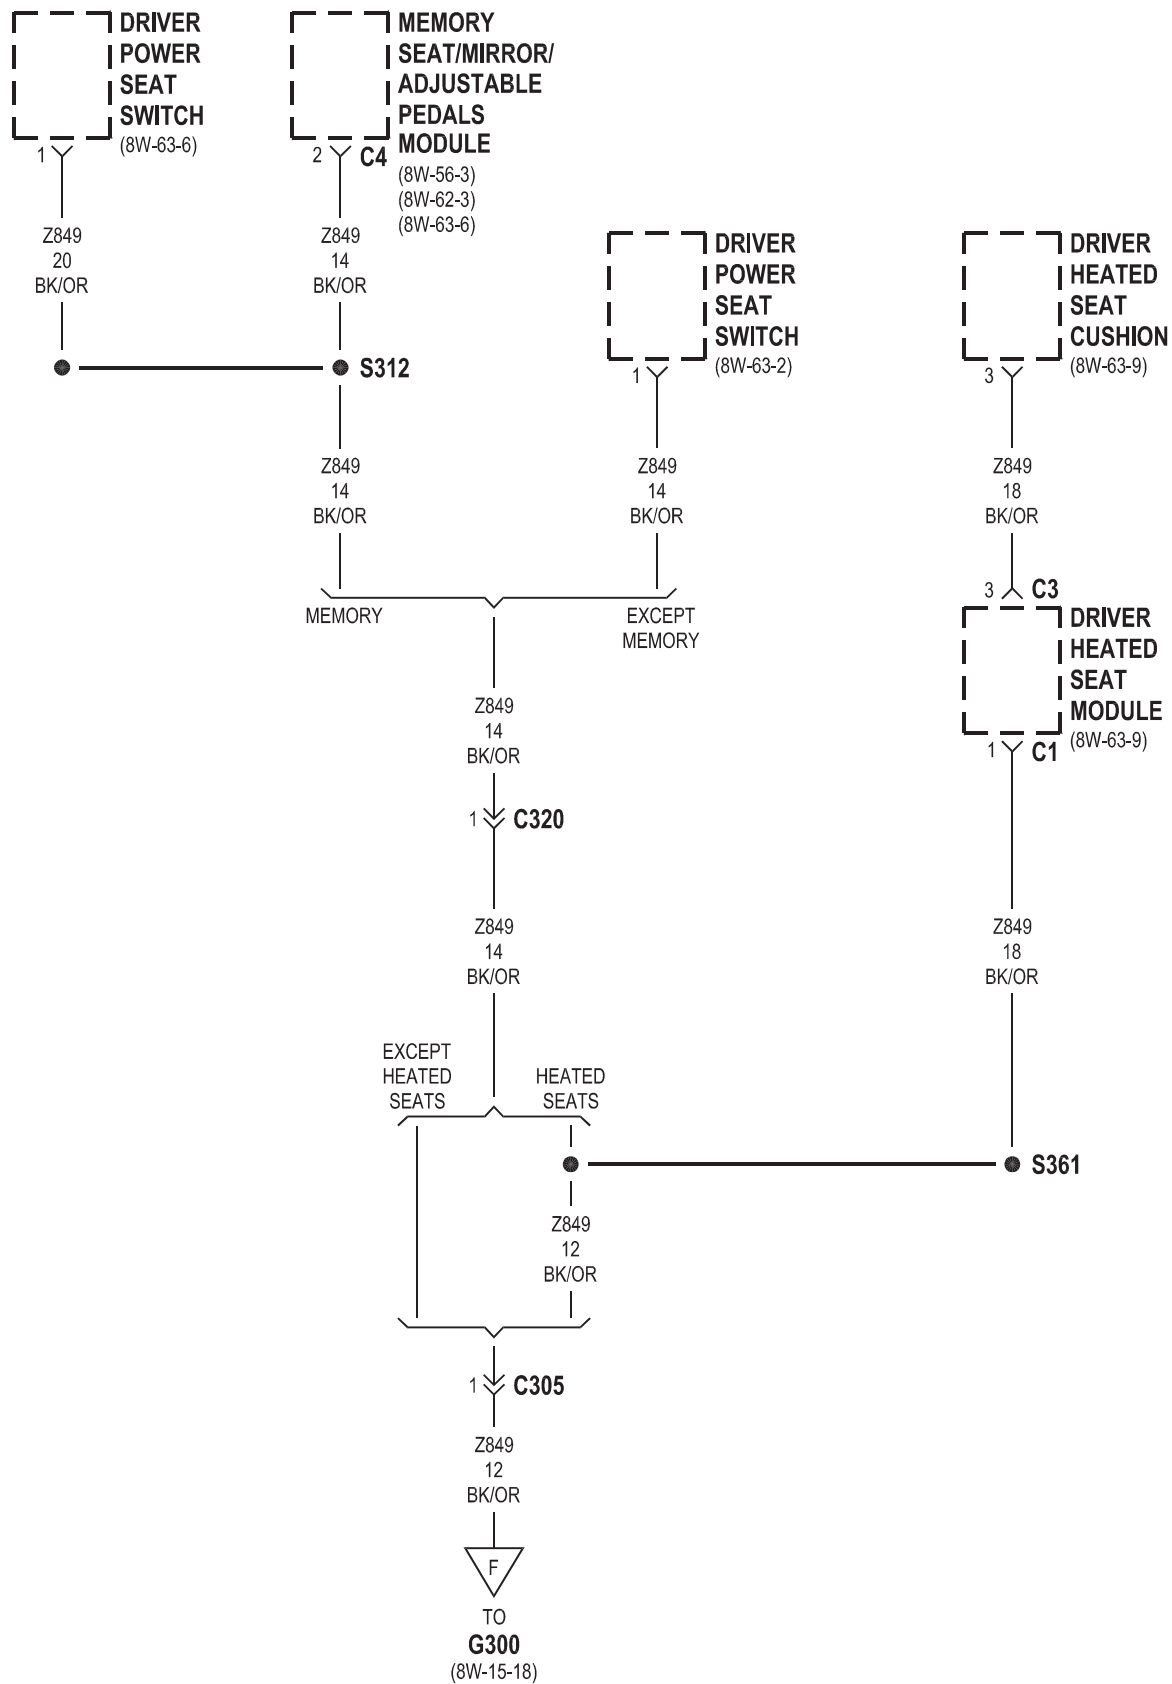 DRIVER
POWER
SEAT
SWITCH
(8W-63-6)
1
MEMORY
SEAT/MIRROR/
ADJUSTABLE
PEDALS
MODULE
(8W-56-3)
(8W-62-3)
(8W-63-6)
2
C4
Z849
20
BK/OR
Z849
14
BK/OR
S312
DRIVER
POWER
SEAT
SWITCH
(8W-63-2)
1
DRIVER
HEATED
SEAT
CUSHION
(8W-63-9)
3
Z849
14
BK/OR
Z849
14
BK/OR
Z849
18
BK/OR
MEMORY
EXCEPT
MEMORY
3
C3
DRIVER
HEATED
SEAT
MODULE
(8W-63-9)
1
C1
Z849
14
BK/OR
1
C320
Z849
14
BK/OR
Z849
18
BK/OR
EXCEPT
HEATED
SEATS
HEATED
SEATS
S361
Z849
12
BK/OR
1
C305
Z849
12
BK/OR
F
TO
G300
(8W-15-18)